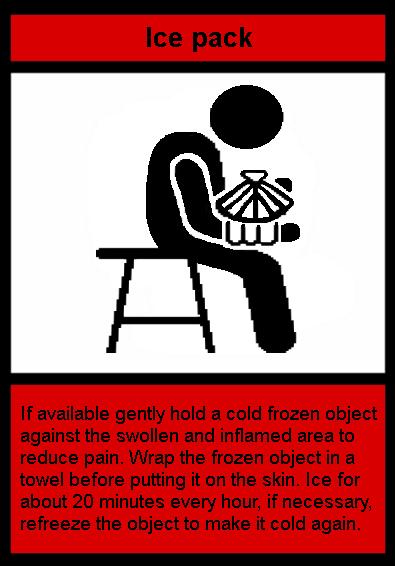 Ice pack
If available gently hold a cold frozen object
against the swollen and inflamed area to
reduce pain. Wrap the frozen object in a
towel before putting it on the skin. Ice for
about 20 minutes every hour, if necessary,
refreeze the object to make it cold again.